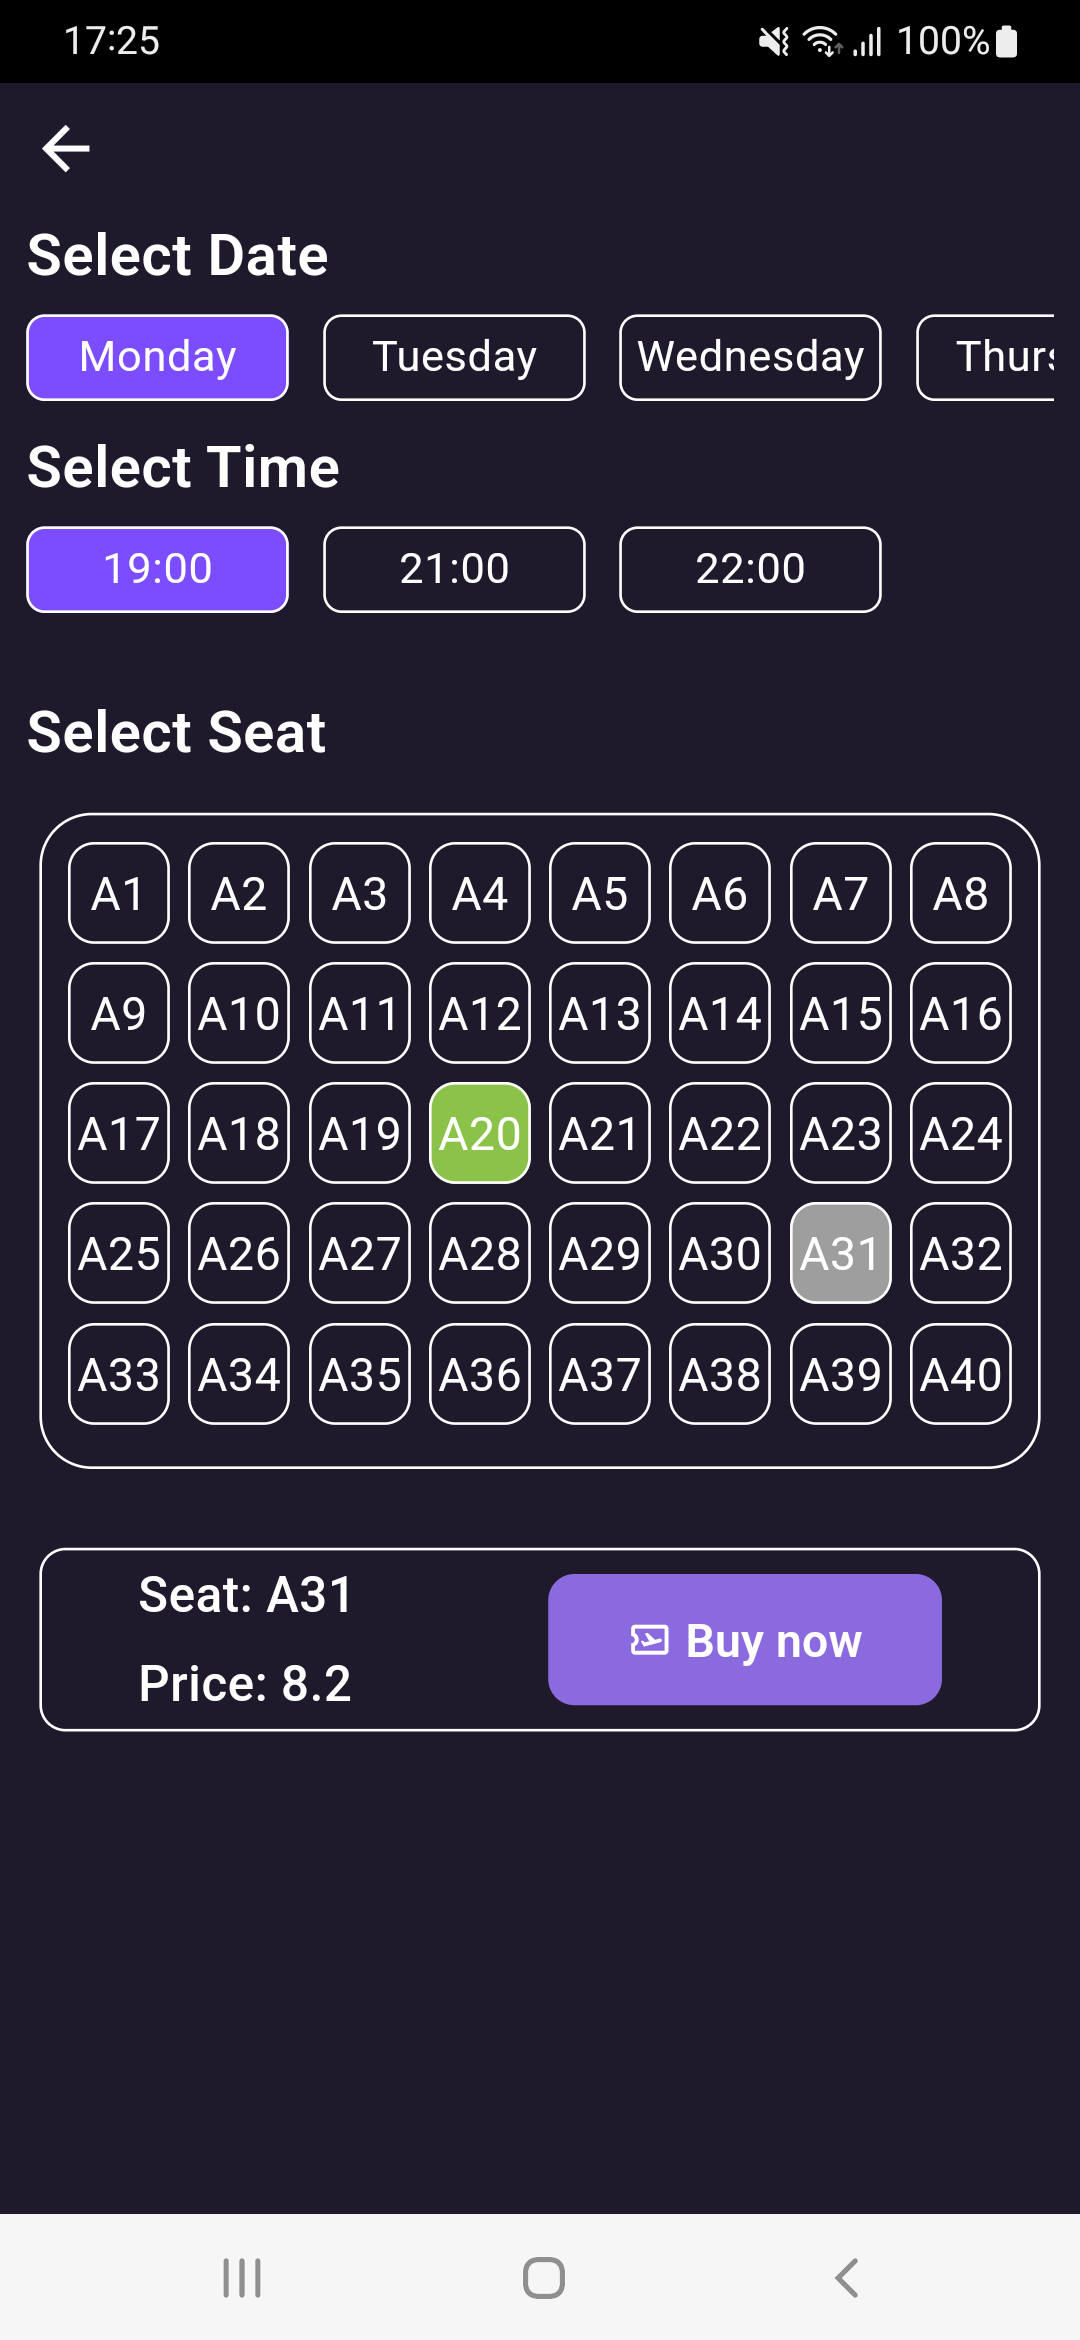 17:25 100%
Select Date
Monday Tuesday Wednesday Thurs
Select Time
19:00 21:00 22:00
Select Seat
A1 A2 A3 A4 A5 A6 A7 A8
A9 A10 A11 A12 A13 A14 A15 A16
A17 A18 A19 A20 A21 A22 A23 A24
A25 A26 A27 A28 A29 A30 A31 A32
A33 A34 A35 A36 A37 A38 A39 A40
Seat: A31
Price: 8.2
Buy now